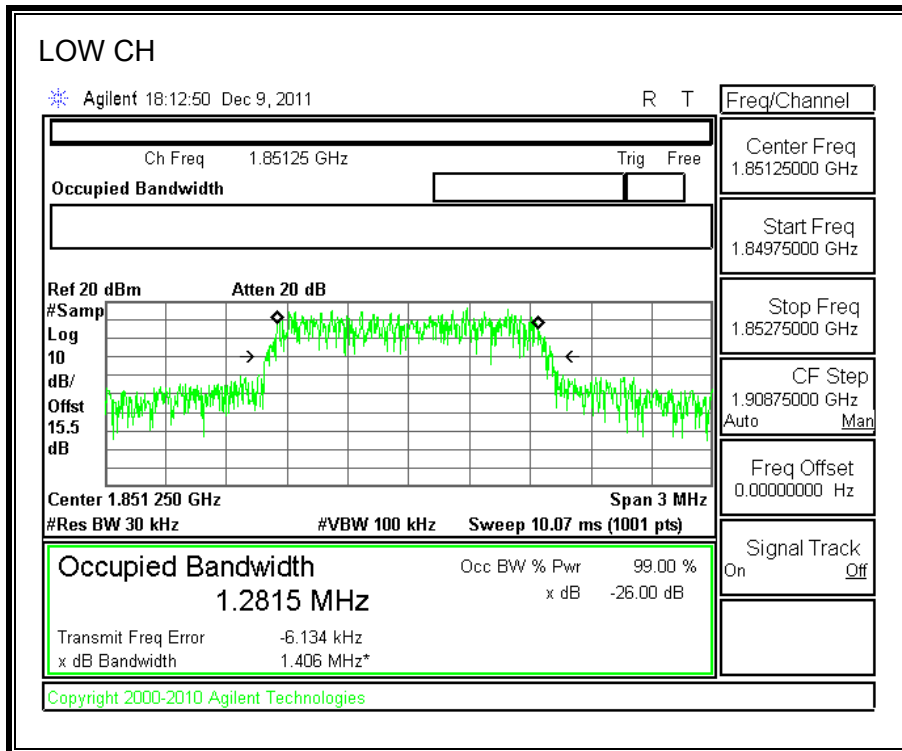 LOW CH
Agilent 18:12:50 Dec 9, 2011 R T
Freq/Channel
Ch Freq 1.85125 GHz Trig Free
Occupied Bandwidth
Center Freq
1.85125000 GHz
Start Freq
1.84975000 GHz
Stop Freq
1.85275000 GHz
CF Step
1.90875000 GHz
Auto Man
Freq Offset
0.00000000 Hz
Signal Track
On Off
Ref 20 dBm Atten 20 dB
#Samp
Log
10
dB/
Offst
15.5
dB
Center 1.851 250 GHz Span 3 MHz
#Res BW 30 kHz #VBW 100 kHz Sweep 10.07 ms (1001 pts)
Occupied Bandwidth Occ BW % Pwr 99.00 %
1.2815 MHz x dB -26.00 dB
Transmit Freq Error -6.134 kHz
x dB Bandwidth 1.406 MHz*
Copyright 2000-2010 Agilent Technologies